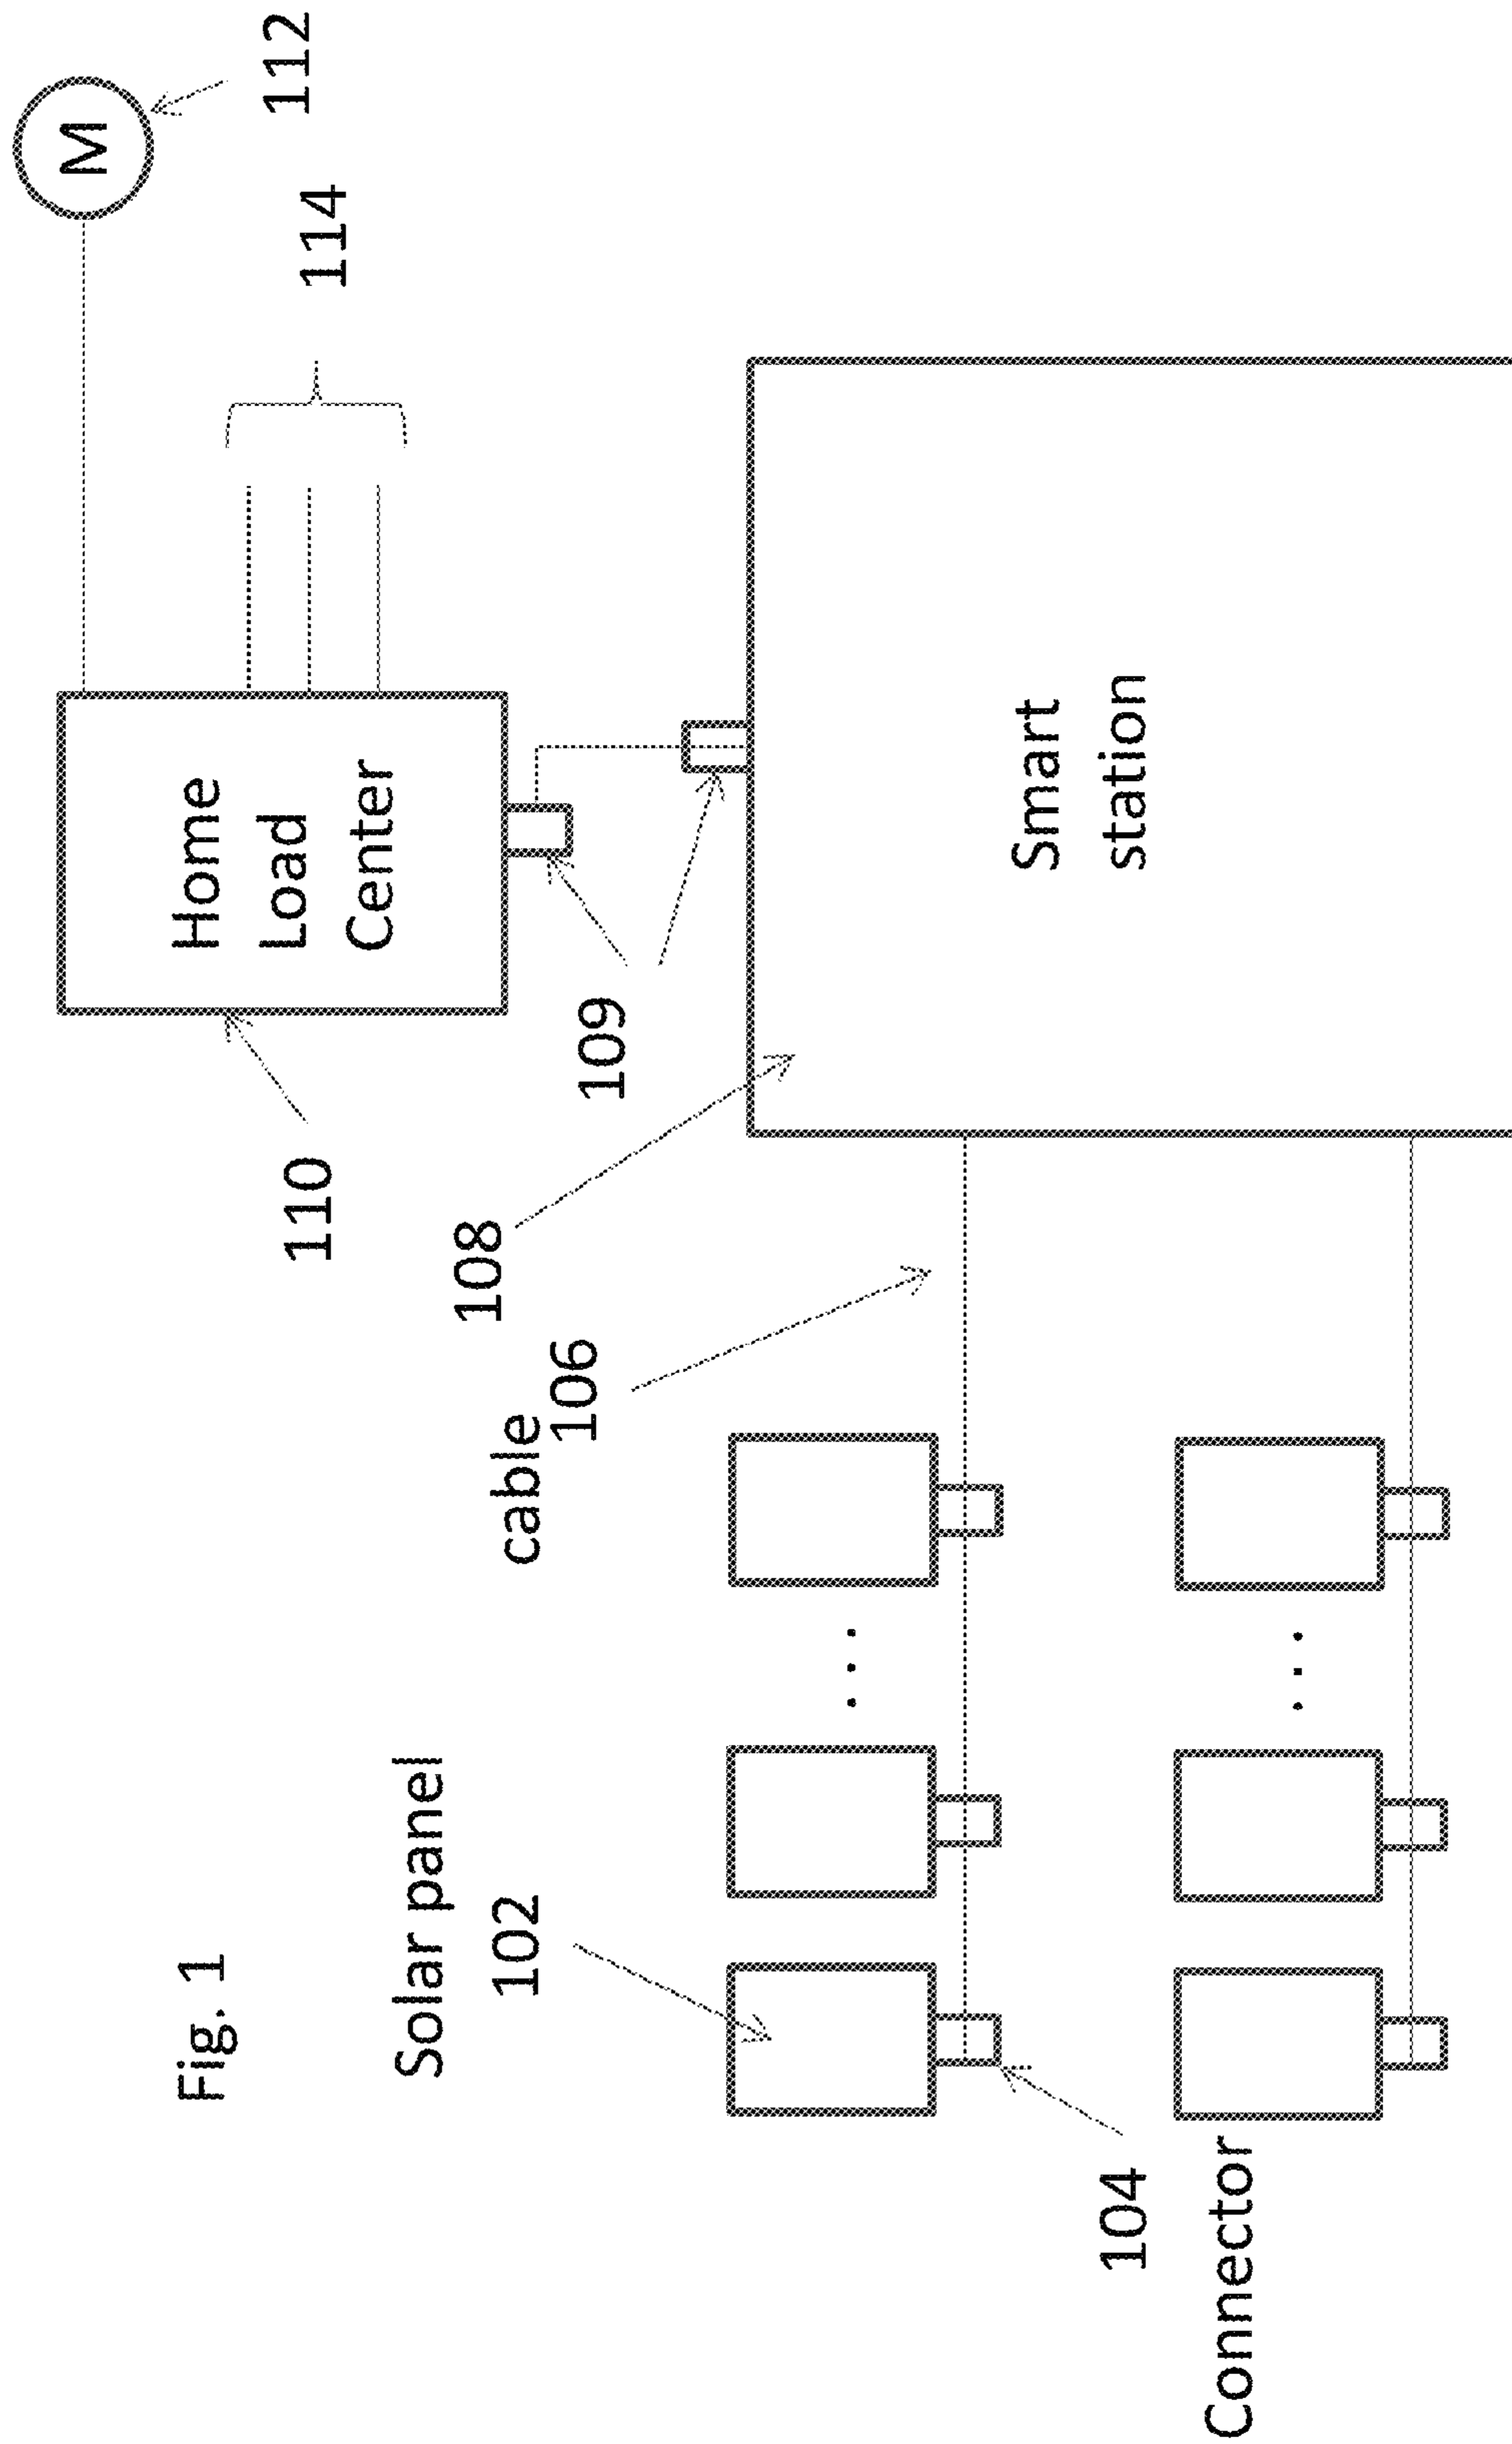 Fig. 1
Solar panel
102
cable
106
108
110
Home
Load
Center
109
114
M
112
Smart
station
104
Connector